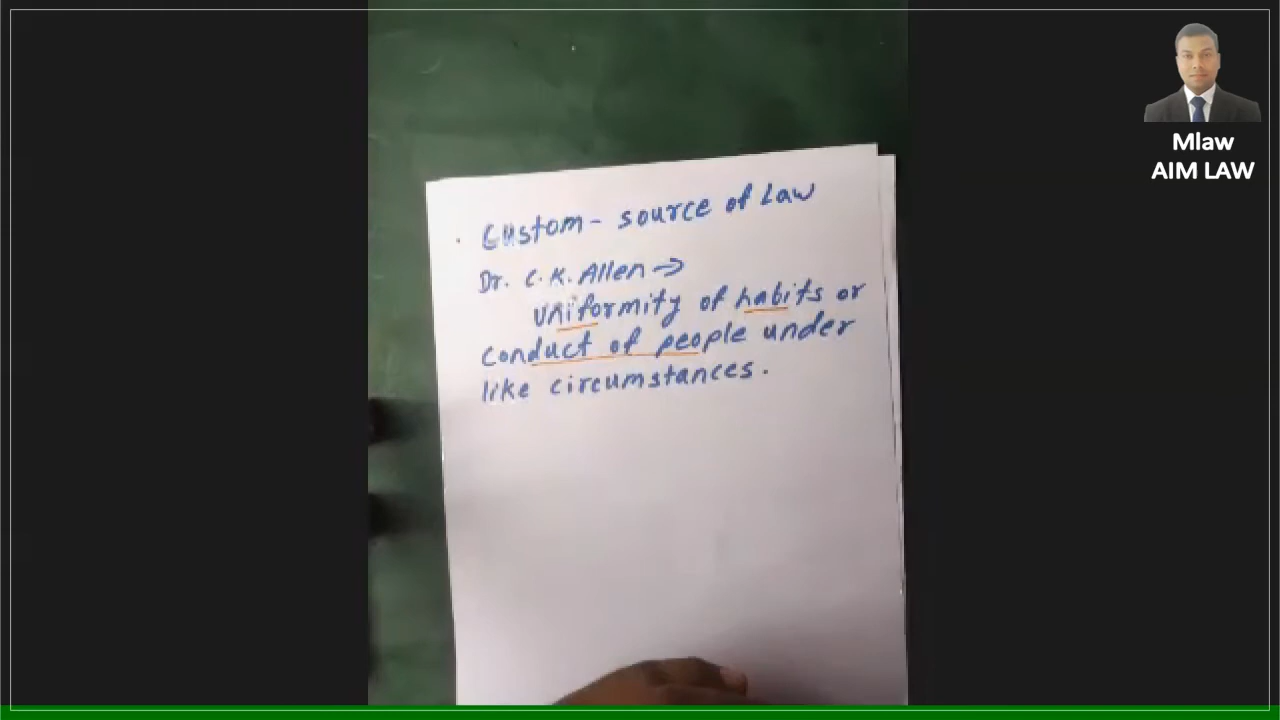 Custom - source of Law
Dr. C.K. Allen →
Uniformity of habits or
conduct of people under
like circumstances.
Mlaw
AIM LAW